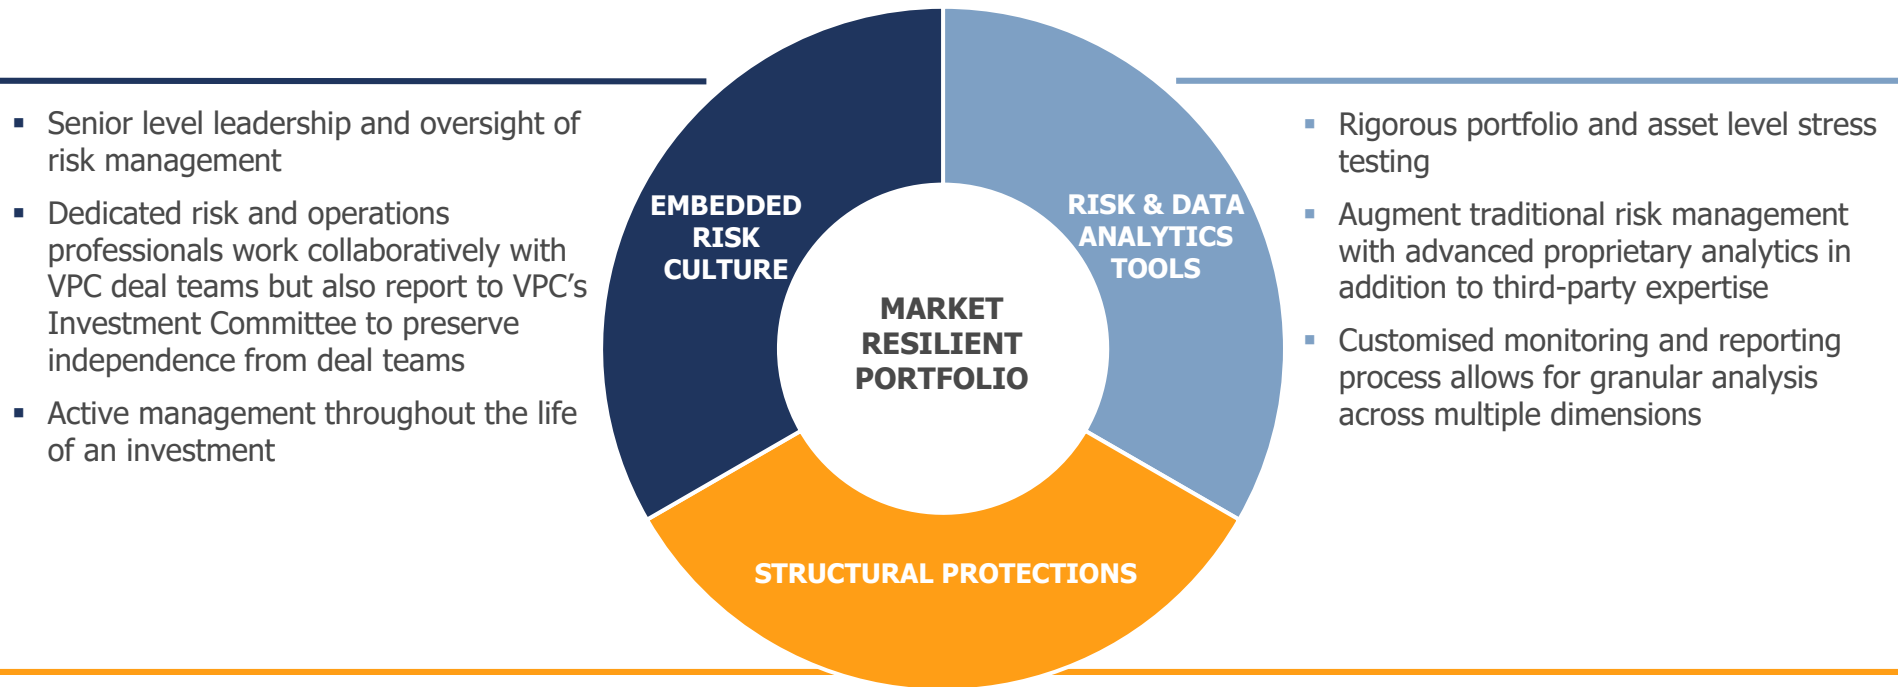 ▪ Senior level leadership and oversight of
risk management
▪ Dedicated risk and operations
professionals work collaboratively with
VPC deal teams but also report to VPC’s
Investment Committee to preserve
independence from deal teams
▪ Active management throughout the life
of an investment
EMBEDDED
RISK
CULTURE
MARKET
RESILIENT
PORTFOLIO
RISK & DATA
ANALYTICS
TOOLS
STRUCTURAL PROTECTIONS
▪ Rigorous portfolio and asset level stress
testing
▪ Augment traditional risk management
with advanced proprietary analytics in
addition to third-party expertise
▪ Customised monitoring and reporting
process allows for granular analysis
across multiple dimensions